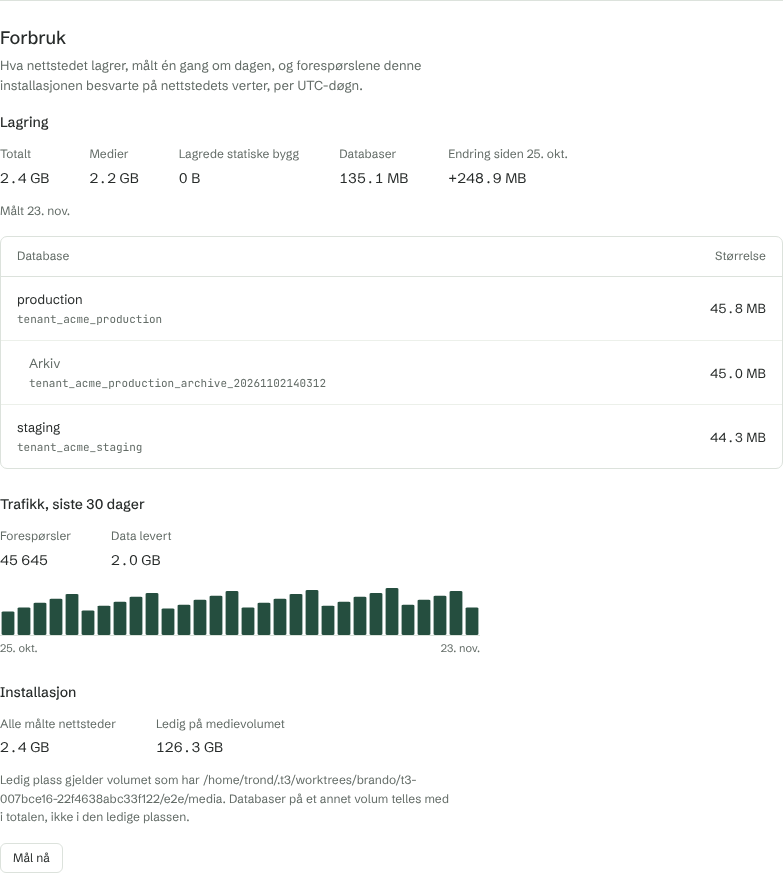 Forbruk
Hva nettstedet lagrer, målt én gang om dagen, og forespørslene denne
installasjonen besvarte på nettstedets verter, per UTC-døgn.
Lagring
Totalt Medier Lagrede statiske bygg Databaser Endring siden 25. okt.
2.4 GB 2.2 GB 0 B 135.1 MB +248.9 MB
Målt 23. nov.
Database Størrelse
production
tenant_acme_production 45.8 MB
Arkiv
tenant_acme_production_archive_20261102140312 45.0 MB
staging
tenant_acme_staging 44.3 MB
Trafikk, siste 30 dager
Forespørsler Data levert
45 645 2.0 GB
25. okt. 23. nov.
Installasjon
Alle målte nettsteder Ledig på medievolumet
2.4 GB 126.3 GB
Ledig plass gjelder volumet som har /home/trond/.t3/worktrees/brando/t3-
007bce16-22f4638abc33f122/e2e/media. Databaser på et annet volum telles med
i totalen, ikke i den ledige plassen.
Mål nå